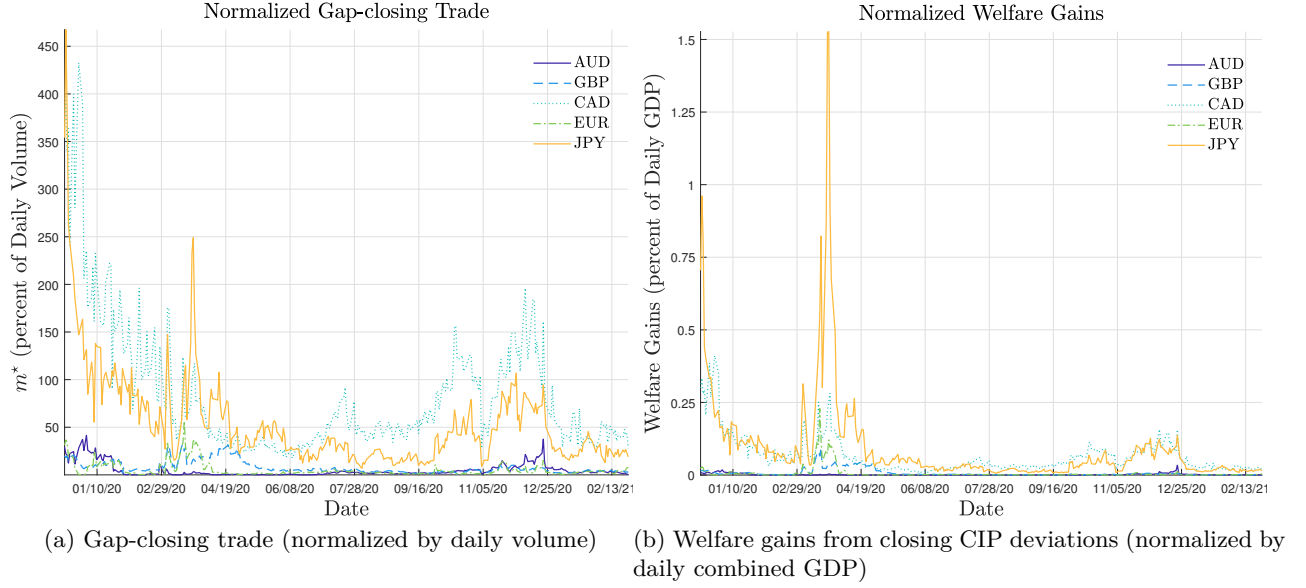 Normalized Gap-closing Trade
m* (percent of Daily Volume)
450
400
350
300
250
200
150
100
50
AUD
GBP
CAD
EUR
JPY
01/10/20 02/29/20 04/19/20 06/08/20 07/28/20 09/16/20 11/05/20 12/25/20 02/13/21
Date
(a) Gap-closing trade (normalized by daily volume)
Normalized Welfare Gains
Welfare Gains (percent of Daily GDP)
1.5
1.25
1
0.75
0.5
0.25
0
AUD
GBP
CAD
EUR
JPY
01/10/20 02/29/20 04/19/20 06/08/20 07/28/20 09/16/20 11/05/20 12/25/20 02/13/21
Date
(b) Welfare gains from closing CIP deviations (normalized by
daily combined GDP)